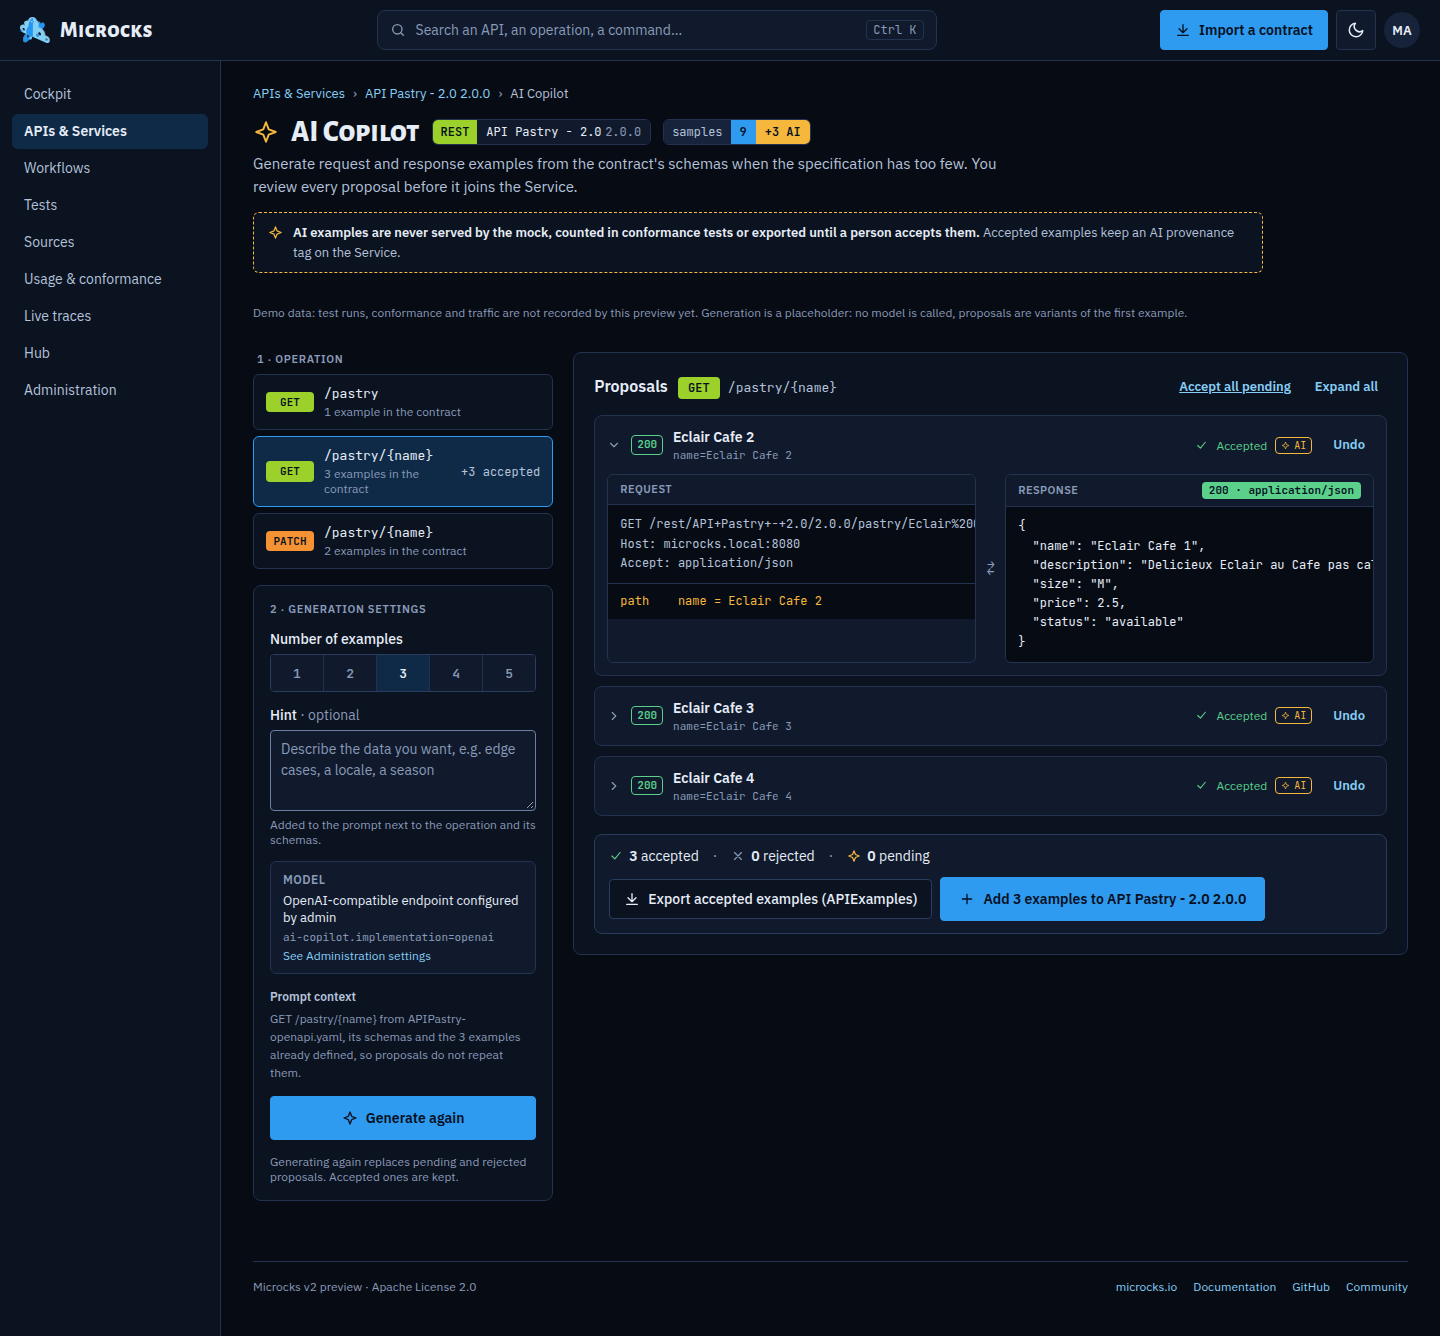 Microcks
Search an API, an operation, a command...
Ctrl K
Import a contract
MA
Cockpit
APIs & Services
Workflows
Tests
Sources
Usage & conformance
Live traces
Hub
Administration
APIs & Services › API Pastry - 2.0 2.0.0 › AI Copilot
AI Copilot
REST API Pastry - 2.0 2.0.0
samples 9 +3 AI
Generate request and response examples from the contract's schemas when the specification has too few. You
review every proposal before it joins the Service.
AI examples are never served by the mock, counted in conformance tests or exported until a person accepts them. Accepted examples keep an AI provenance
tag on the Service.
Demo data: test runs, conformance and traffic are not recorded by this preview yet. Generation is a placeholder: no model is called, proposals are variants of the first example.
1 · OPERATION
GET /pastry
1 example in the contract
GET /pastry/{name}
3 examples in the
contract
+3 accepted
PATCH /pastry/{name}
2 examples in the contract
2 · GENERATION SETTINGS
Number of examples
1 2 3 4 5
Hint · optional
Describe the data you want, e.g. edge
cases, a locale, a season
Added to the prompt next to the operation and its
schemas.
MODEL
OpenAI-compatible endpoint configured
by admin
ai-copilot.implementation=openai
See Administration settings
Prompt context
GET /pastry/{name} from APIPastry-
openapi.yaml, its schemas and the 3 examples
already defined, so proposals do not repeat
them.
Generate again
Generating again replaces pending and rejected
proposals. Accepted ones are kept.
Proposals GET /pastry/{name}
Accept all pending
Expand all
200 Eclair Cafe 2
name=Eclair Cafe 2
Accepted AI Undo
REQUEST
GET /rest/API+Pastry+-+2.0/2.0.0/pastry/Eclair%20
Host: microcks.local:8080
Accept: application/json
path name = Eclair Cafe 2
RESPONSE
200 · application/json
{
"name": "Eclair Cafe 1",
"description": "Delicieux Eclair au Cafe pas cal
"size": "M",
"price": 2.5,
"status": "available"
}
200 Eclair Cafe 3
name=Eclair Cafe 3
Accepted AI Undo
200 Eclair Cafe 4
name=Eclair Cafe 4
Accepted AI Undo
3 accepted · 0 rejected · 0 pending
Export accepted examples (APIExamples)
Add 3 examples to API Pastry - 2.0 2.0.0
Microcks v2 preview · Apache License 2.0
microcks.io Documentation GitHub Community